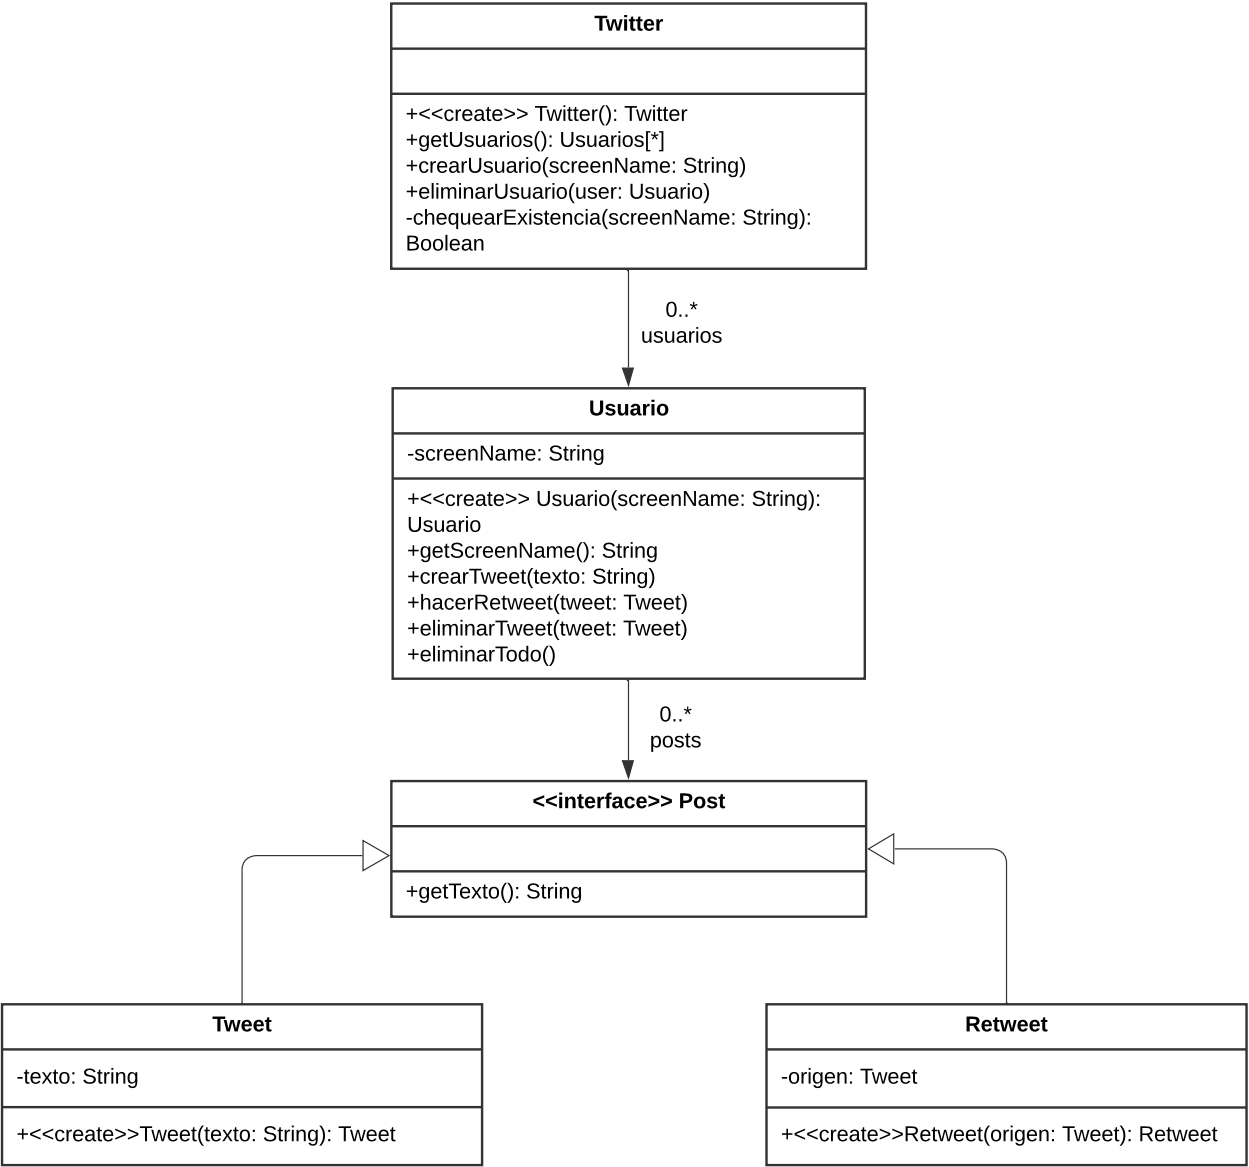 Twitter
+<<create>> Twitter(): Twitter
+getUsuarios(): Usuarios[*]
+crearUsuario(screenName: String)
+eliminarUsuario(user: Usuario)
-chequearExistencia(screenName: String):
Boolean
0..*
usuarios
Usuario
-screenName: String
+<<create>> Usuario(screenName: String):
Usuario
+getScreenName(): String
+crearTweet(texto: String)
+hacerRetweet(tweet: Tweet)
+eliminarTweet(tweet: Tweet)
+eliminarTodo()
0..*
posts
<<interface>> Post
+getTexto(): String
Tweet
-texto: String
+<<create>>Tweet(texto: String): Tweet
Retweet
-origen: Tweet
+<<create>>Retweet(origen: Tweet): Retweet